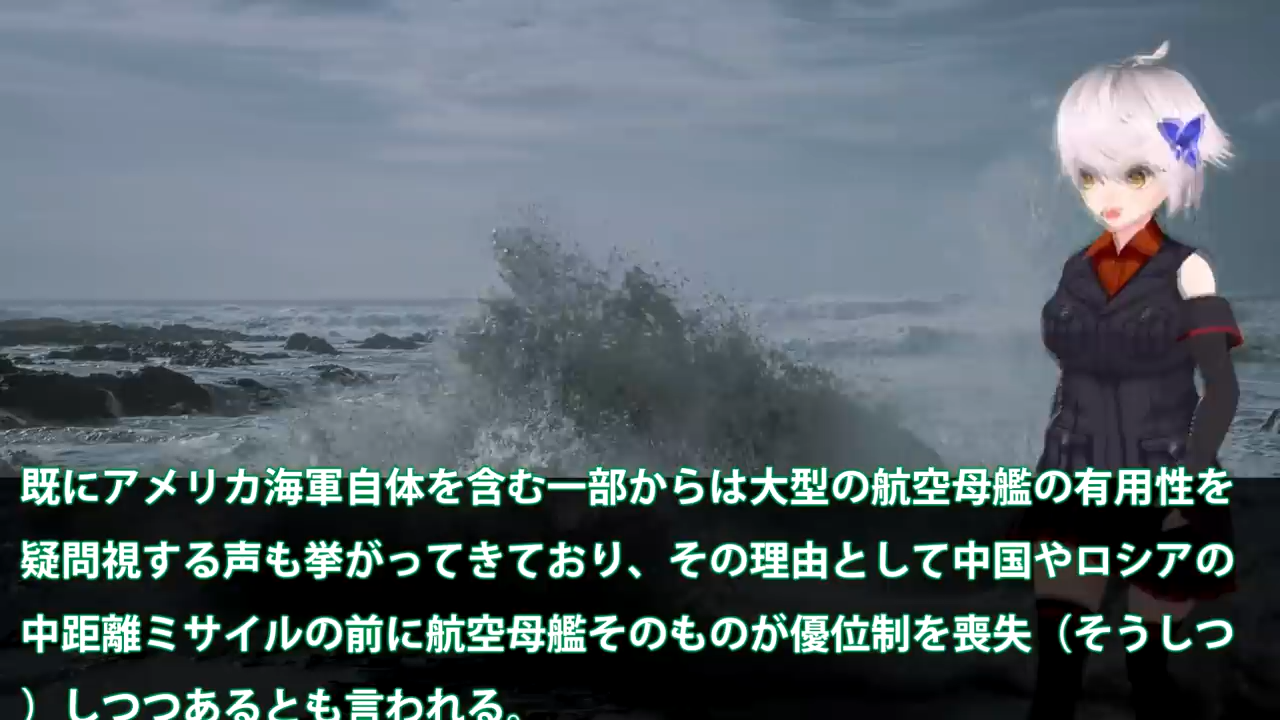 既にアメリカ海軍自体を含む一部からは大型の航空母艦の有用性を
疑問視する声も挙がってきており、その理由として中国やロシアの
中距離ミサイルの前に航空母艦そのものが優位制を喪失（そうしつ
）しつつあるとも言われる。